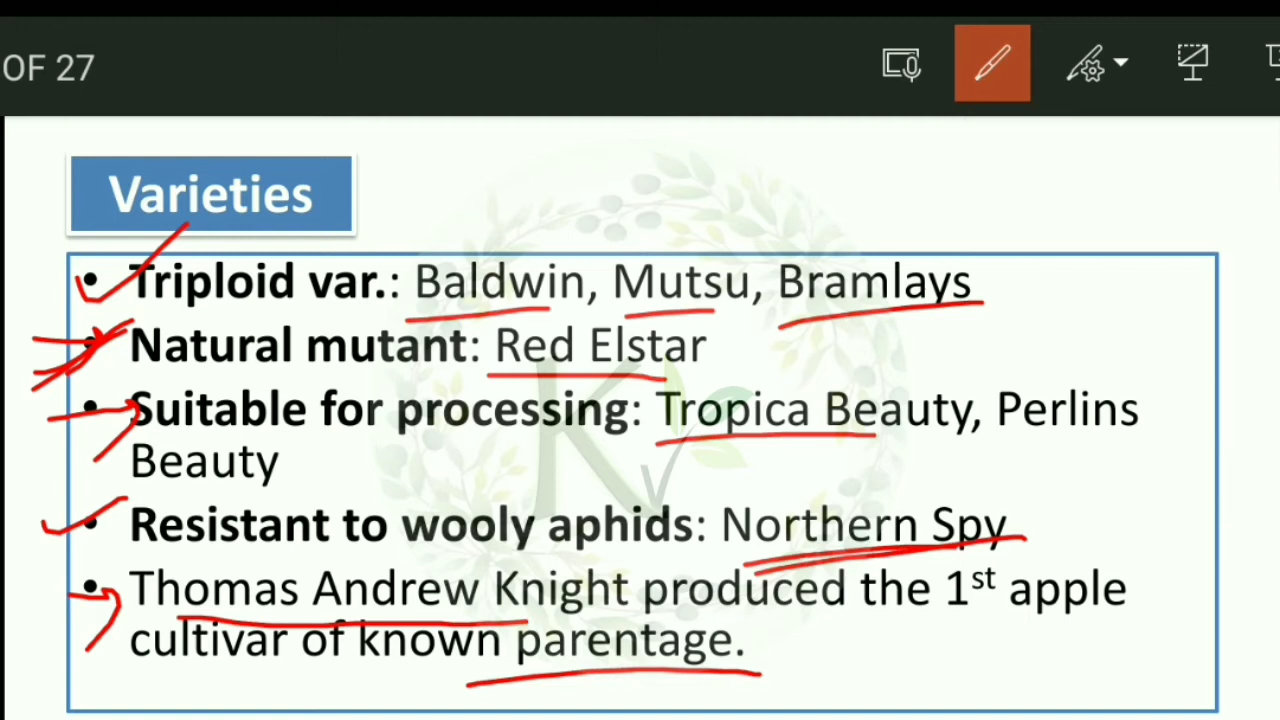 OF 27
Varieties
• Triploid var.: Baldwin, Mutsu, Bramlays
• Natural mutant: Red Elstar
• Suitable for processing: Tropica Beauty, Perlins
Beauty
• Resistant to wooly aphids: Northern Spy
• Thomas Andrew Knight produced the 1st apple
cultivar of known parentage.